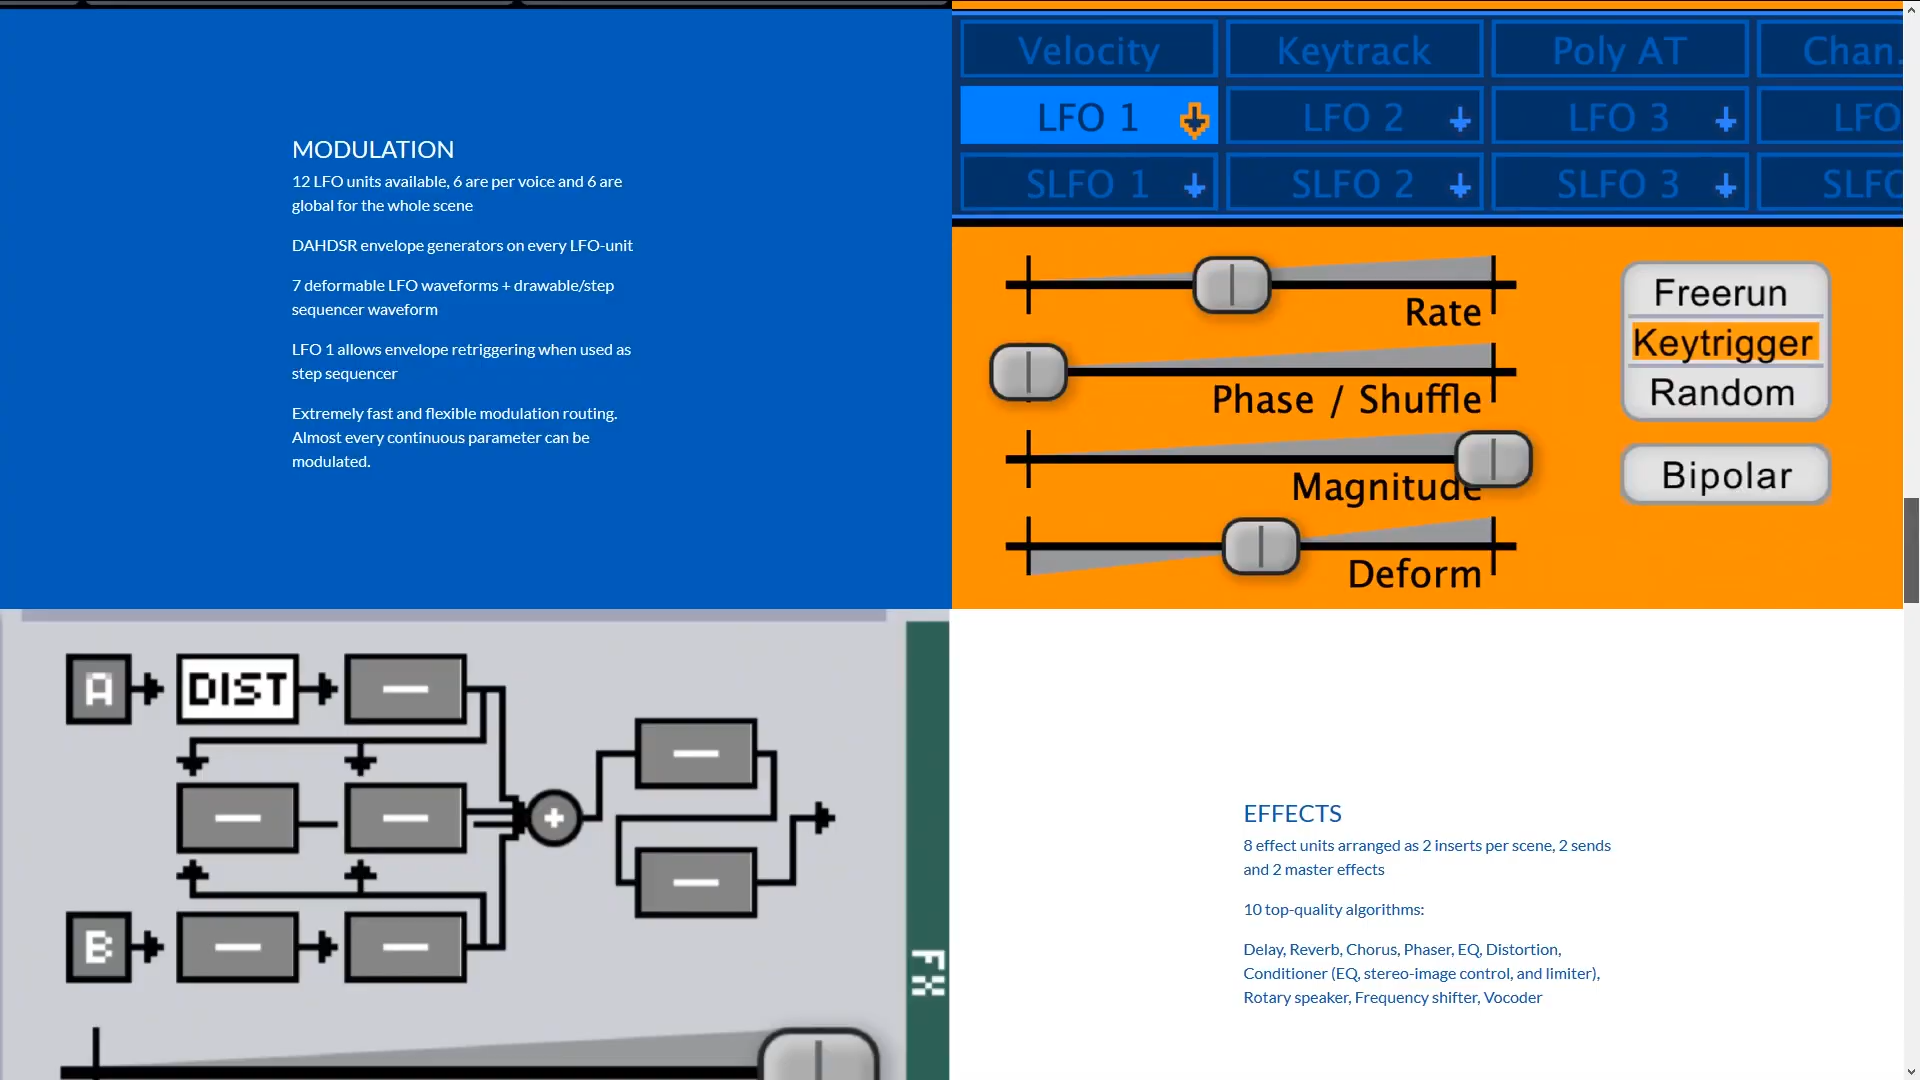 MODULATION
12 LFO units available, 6 are per voice and 6 are
global for the whole scene
DAHDSR envelope generators on every LFO-unit
7 deformable LFO waveforms + drawable/step
sequencer waveform
LFO 1 allows envelope retriggering when used as
step sequencer
Extremely fast and flexible modulation routing.
Almost every continuous parameter can be
modulated.
Velocity Keytrack Poly AT Chan.
LFO 1 LFO 2 LFO 3 LFO
SLFO 1 SLFO 2 SLFO 3 SLFO
Rate
Phase / Shuffle
Magnitude
Deform
Freerun
Keytrigger
Random
Bipolar
A DIST
B
FX
EFFECTS
8 effect units arranged as 2 inserts per scene, 2 sends
and 2 master effects
10 top-quality algorithms:
Delay, Reverb, Chorus, Phaser, EQ, Distortion,
Conditioner (EQ, stereo-image control, and limiter),
Rotary speaker, Frequency shifter, Vocoder